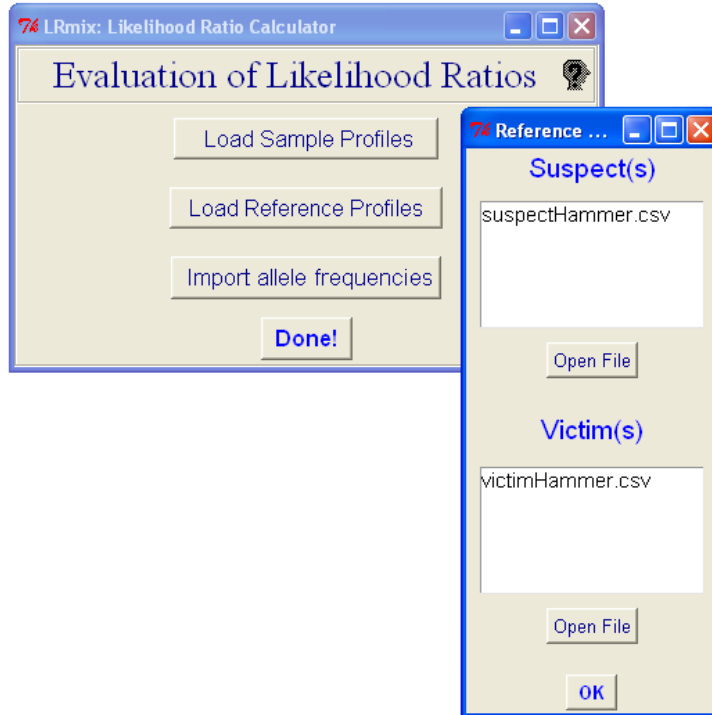 LRmix: Likelihood Ratio Calculator
Evaluation of Likelihood Ratios
Load Sample Profiles
Load Reference Profiles
Import allele frequencies
Done!
Reference ...
Suspect(s)
suspectHammer.csv
Open File
Victim(s)
victimHammer.csv
Open File
OK